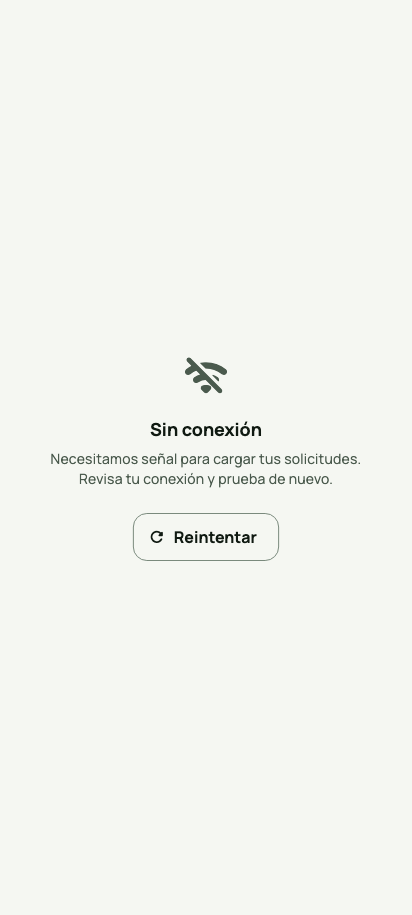 Sin conexión
Necesitamos señal para cargar tus solicitudes.
Revisa tu conexión y prueba de nuevo.
Reintentar